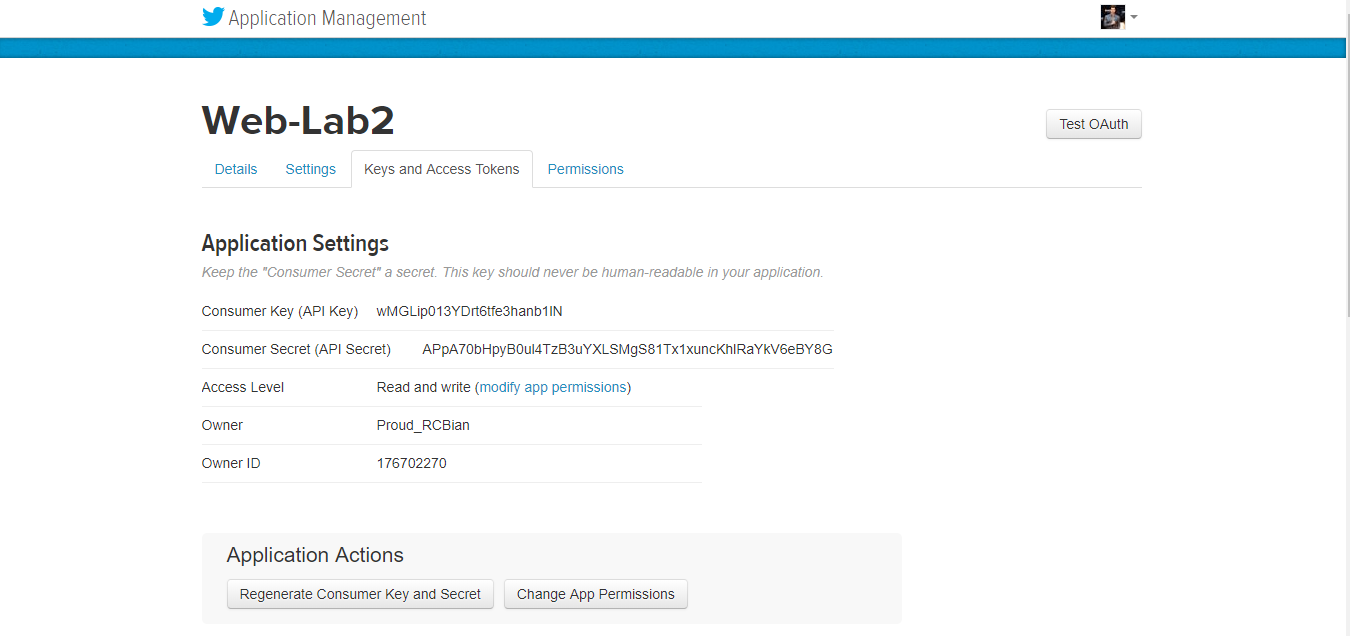 Application Management
Web-Lab2
Test OAuth
Details Settings Keys and Access Tokens Permissions
Application Settings
Keep the "Consumer Secret" a secret. This key should never be human-readable in your application.
Consumer Key (API Key) wMGLip013YDrt6tfe3hanb1IN
Consumer Secret (API Secret) APpA70bHpyB0uI4TzB3uYXLSMgS81Tx1xuncKhIRaYkV6eBY8G
Access Level Read and write (modify app permissions)
Owner Proud_RCBian
Owner ID 176702270
Application Actions
Regenerate Consumer Key and Secret Change App Permissions